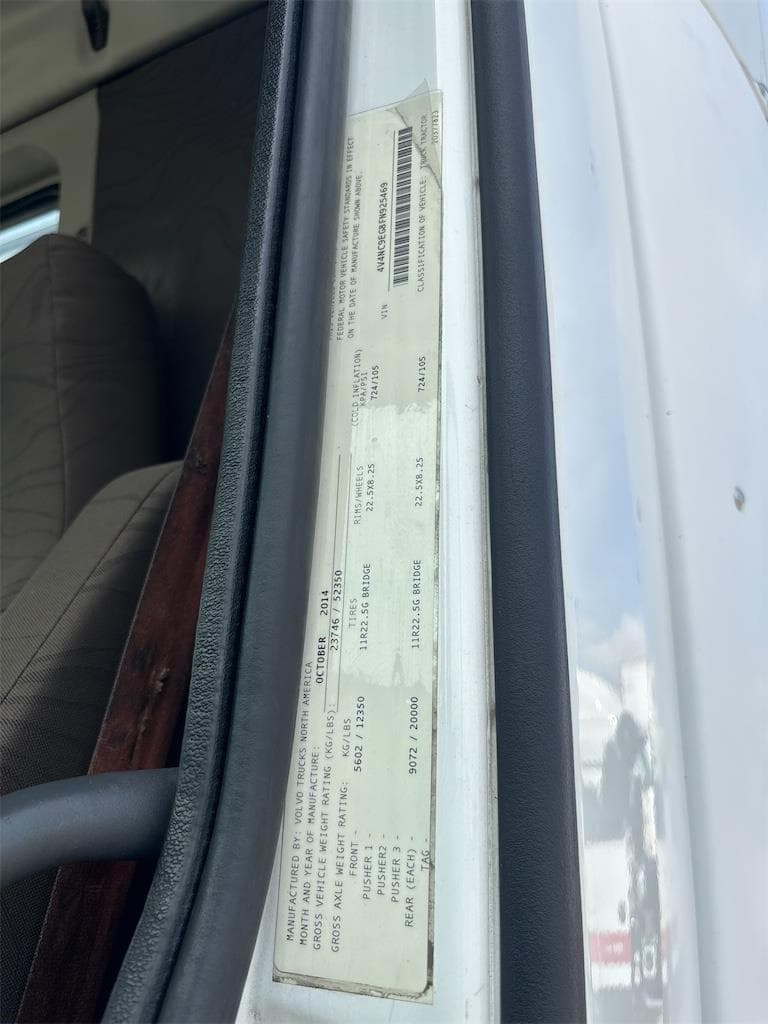 MANUFACTURED BY: VOLVO TRUCKS NORTH AMERICA
MONTH AND YEAR OF MANUFACTURE: OCTOBER 2014
GROSS VEHICLE WEIGHT RATING (KG/LBS): 23746 / 52350
GROSS AXLE WEIGHT RATING: KG/LBS TIRES RIMS/WHEELS (COLD INFLATION) KPA/PSI
FRONT - 5602 / 12350 11R22.5G BRIDGE 22.5X8.25 724/105
PUSHER 1 -
PUSHER2 -
PUSHER 3 -
REAR (EACH) - 9072 / 20000 11R22.5G BRIDGE 22.5X8.25 724/105
TAG -
FEDERAL MOTOR VEHICLE SAFETY STANDARDS IN EFFECT
ON THE DATE OF MANUFACTURE SHOWN ABOVE.
VIN 4V4NC9EG8FN925469
CLASSIFICATION OF VEHICLE: TRUCK TRACTOR
20377823